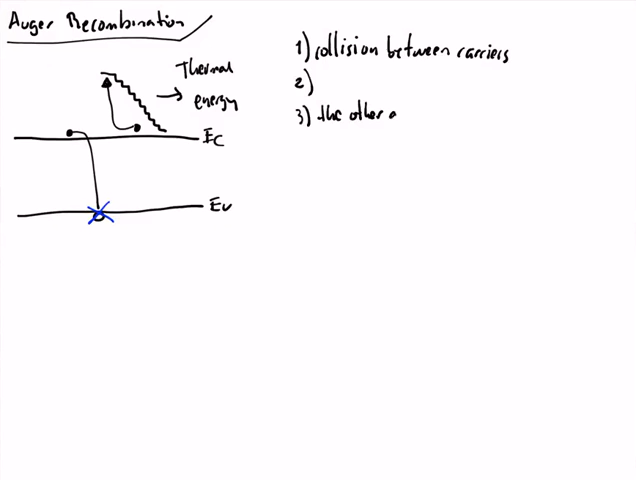 Auger Recombination
Thermal
energy
Ec
Ev
1) collision between carriers
2)
3) the other a